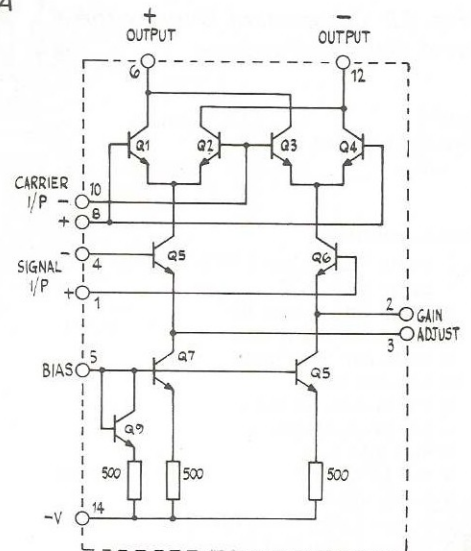 4
+
OUTPUT
6
-
OUTPUT
12
Q1
Q2
Q3
Q4
CARRIER
I/P
- 10
+ 8
SIGNAL
I/P
- 4
+ 1
Q5
Q6
2 GAIN
3 ADJUST
BIAS 5
Q7
Q5
Q9
500
500
500
-V 14